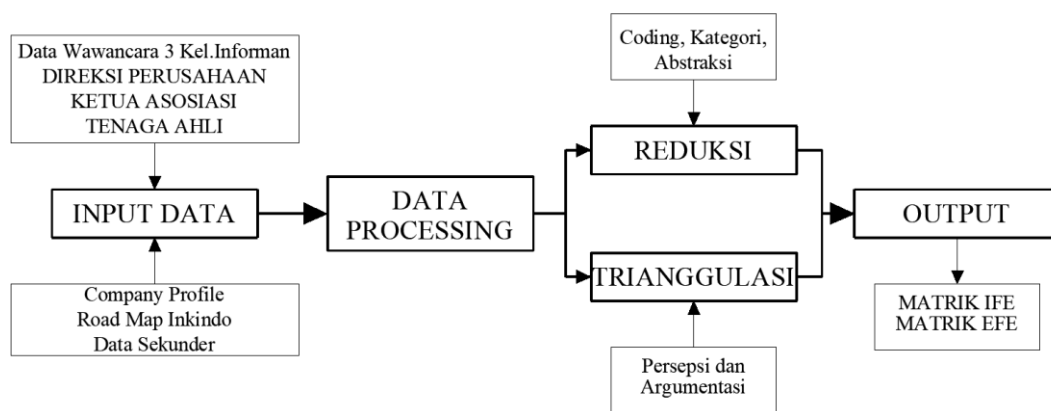 Data Wawancara 3 Kel.Informan
DIREKSI PERUSAHAAN
KETUA ASOSIASI
TENAGA AHLI
INPUT DATA
Company Profile
Road Map Inkindo
Data Sekunder
DATA
PROCESSING
Coding, Kategori,
Abstraksi
REDUKSI
TRIANGGULASI
Persepsi dan
Argumentasi
OUTPUT
MATRIK IFE
MATRIK EFE